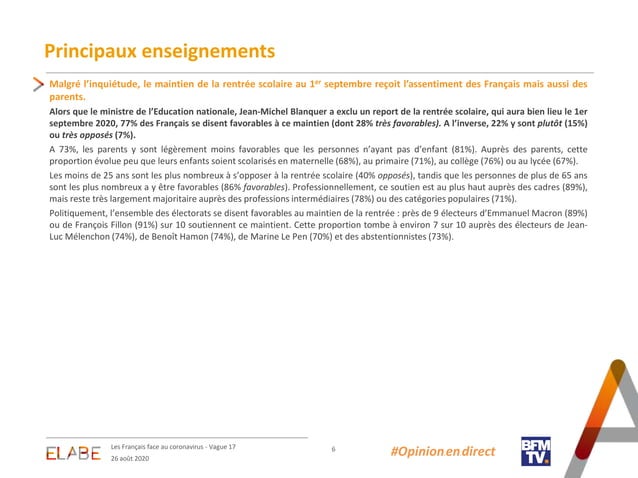 Principaux enseignements
Malgré l’inquiétude, le maintien de la rentrée scolaire au 1er septembre reçoit l’assentiment des Français mais aussi des
parents.
Alors que le ministre de l’Education nationale, Jean-Michel Blanquer a exclu un report de la rentrée scolaire, qui aura bien lieu le 1er
septembre 2020, 77% des Français se disent favorables à ce maintien (dont 28% très favorables). A l’inverse, 22% y sont plutôt (15%)
ou très opposés (7%).
A 73%, les parents y sont légèrement moins favorables que les personnes n’ayant pas d’enfant (81%). Auprès des parents, cette
proportion évolue peu que leurs enfants soient scolarisés en maternelle (68%), au primaire (71%), au collège (76%) ou au lycée (67%).
Les moins de 25 ans sont les plus nombreux à s’opposer à la rentrée scolaire (40% opposés), tandis que les personnes de plus de 65 ans
sont les plus nombreux a y être favorables (86% favorables). Professionnellement, ce soutien est au plus haut auprès des cadres (89%),
mais reste très largement majoritaire auprès des professions intermédiaires (78%) ou des catégories populaires (71%).
Politiquement, l’ensemble des électorats se disent favorables au maintien de la rentrée : près de 9 électeurs d’Emmanuel Macron (89%)
ou de François Fillon (91%) sur 10 soutiennent ce maintient. Cette proportion tombe à environ 7 sur 10 auprès des électeurs de Jean-
Luc Mélenchon (74%), de Benoît Hamon (74%), de Marine Le Pen (70%) et des abstentionnistes (73%).
ELABE
Les Français face au coronavirus - Vague 17
26 août 2020
6
#Opinionendirect
BFM
TV.